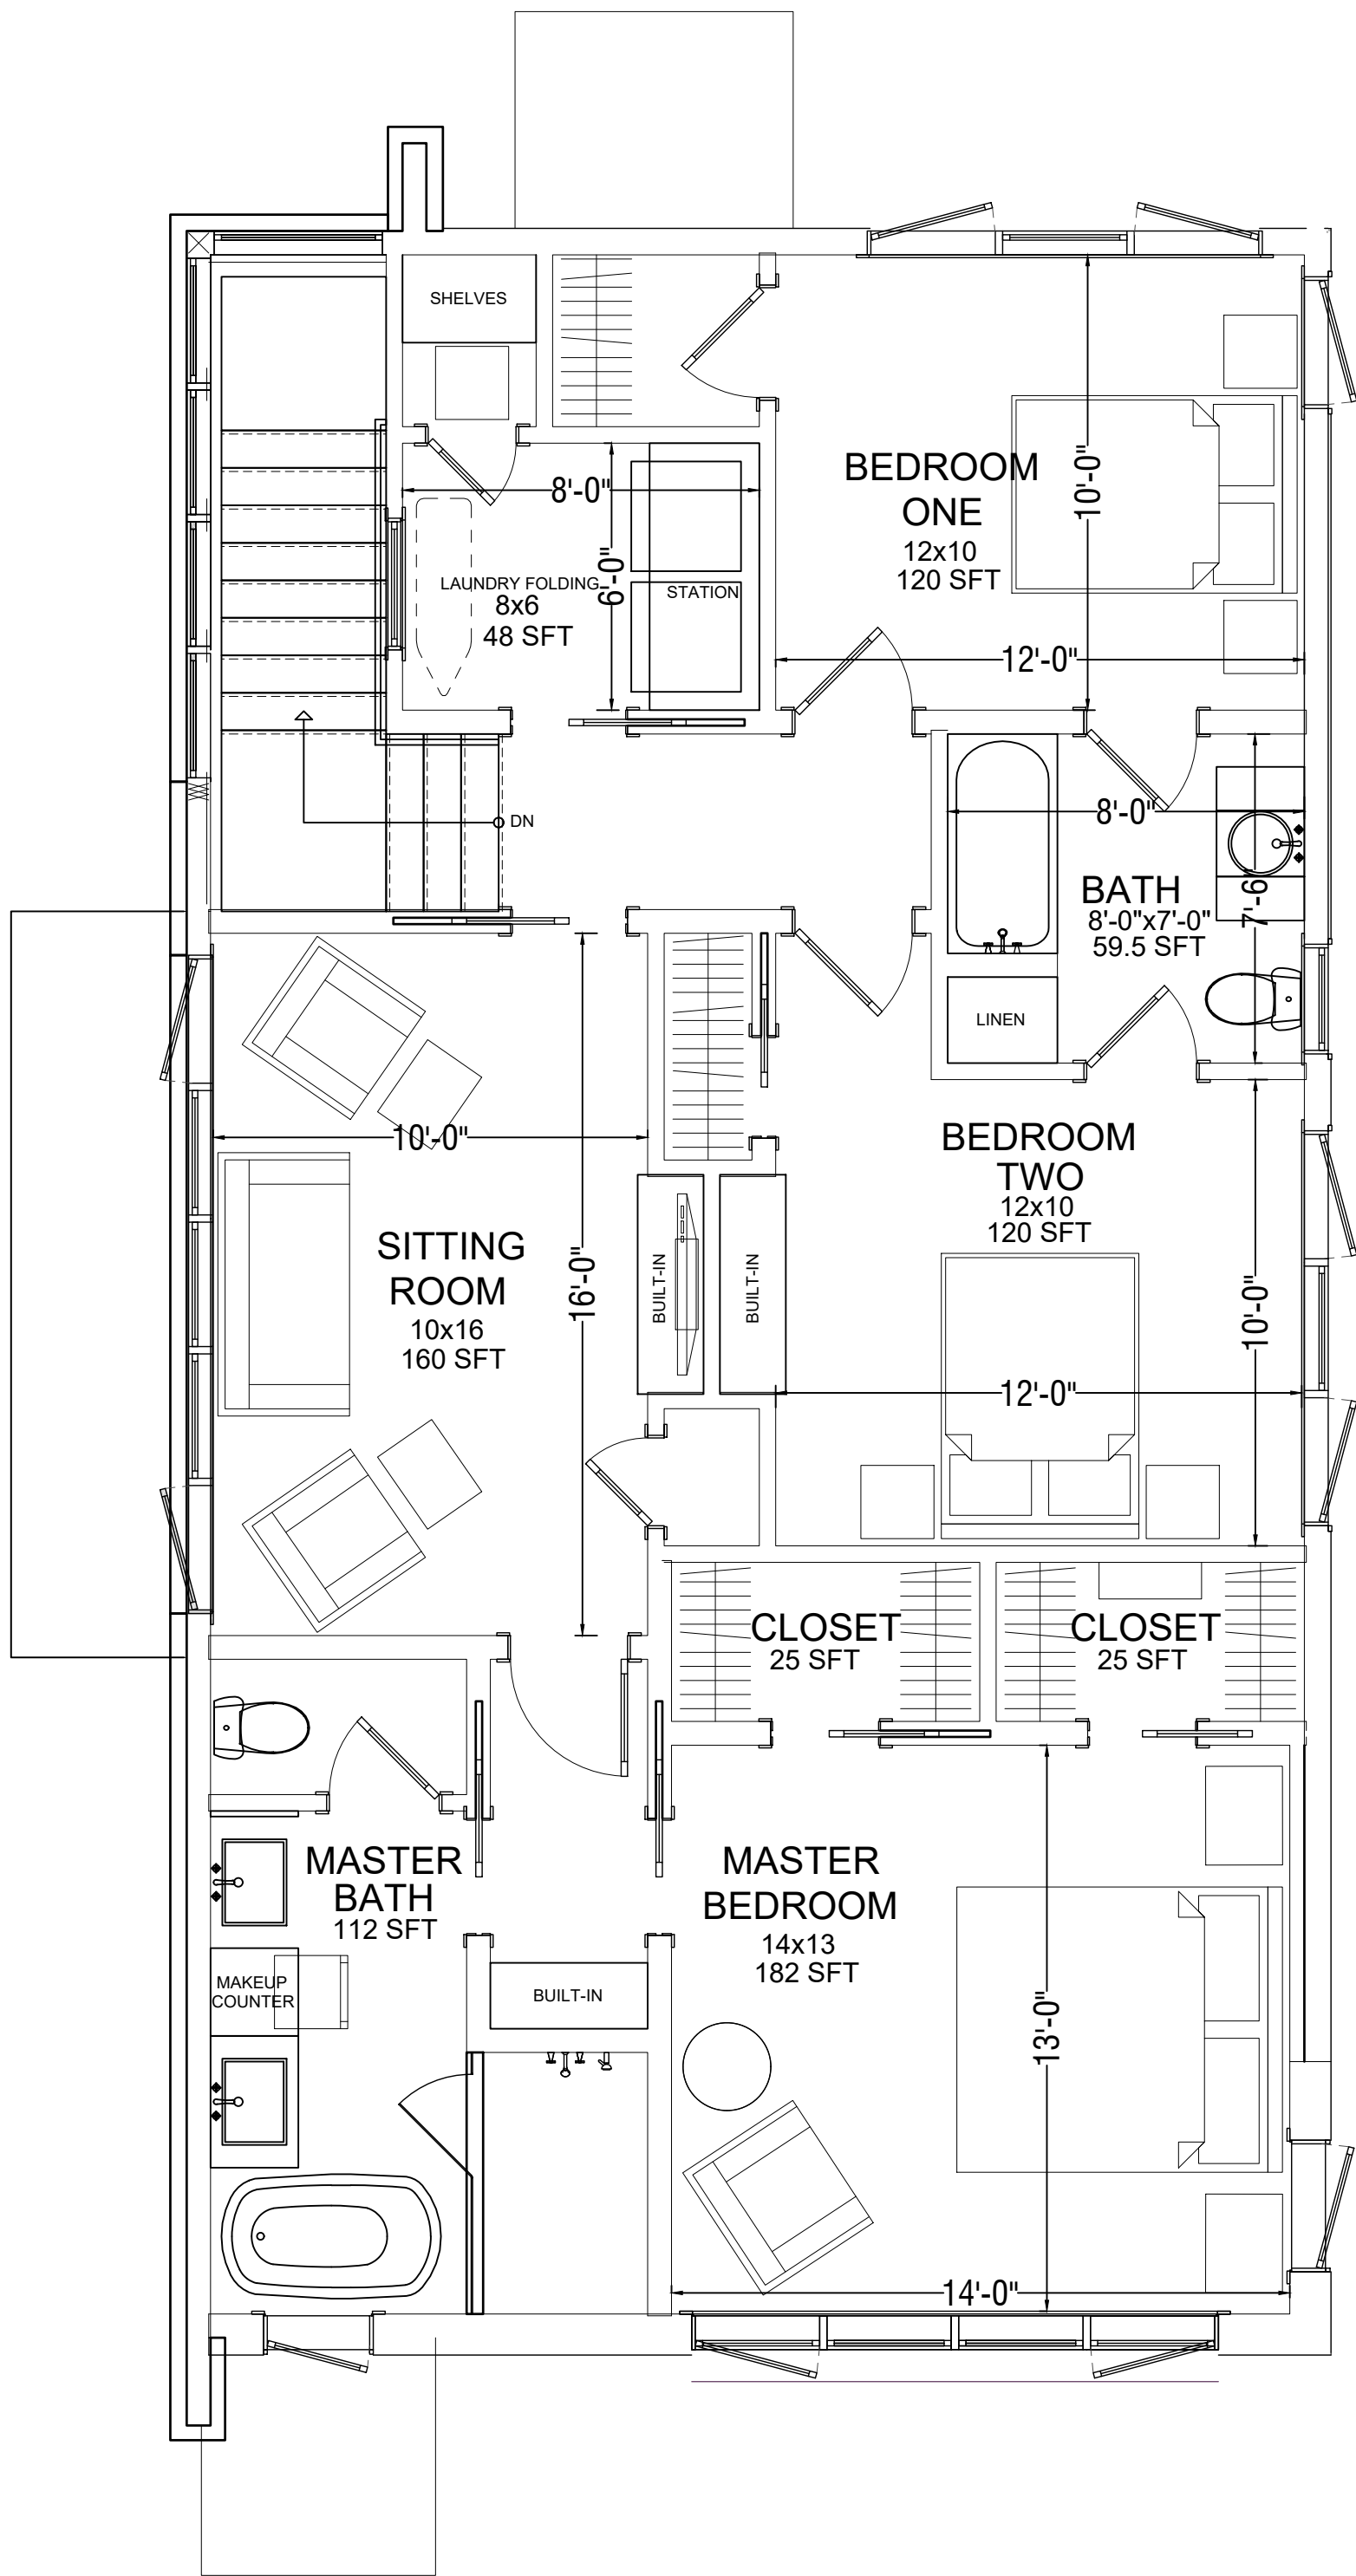 SHELVES
BEDROOM
ONE
12x10
120 SFT
10'-0"
8'-0"
6'-0"
LAUNDRY FOLDING
STATION
8x6
48 SFT
12'-0"
DN
8'-0"
BATH
8'-0"x7'-0"
59.5 SFT
7'-6"
LINEN
10'-0"
BEDROOM
TWO
12x10
120 SFT
SITTING
ROOM
10x16
160 SFT
16'-0"
BUILT-IN
BUILT-IN
10'-0"
12'-0"
CLOSET
25 SFT
CLOSET
25 SFT
MASTER
BATH
112 SFT
MASTER
BEDROOM
14x13
182 SFT
MAKEUP
COUNTER
BUILT-IN
13'-0"
14'-0"